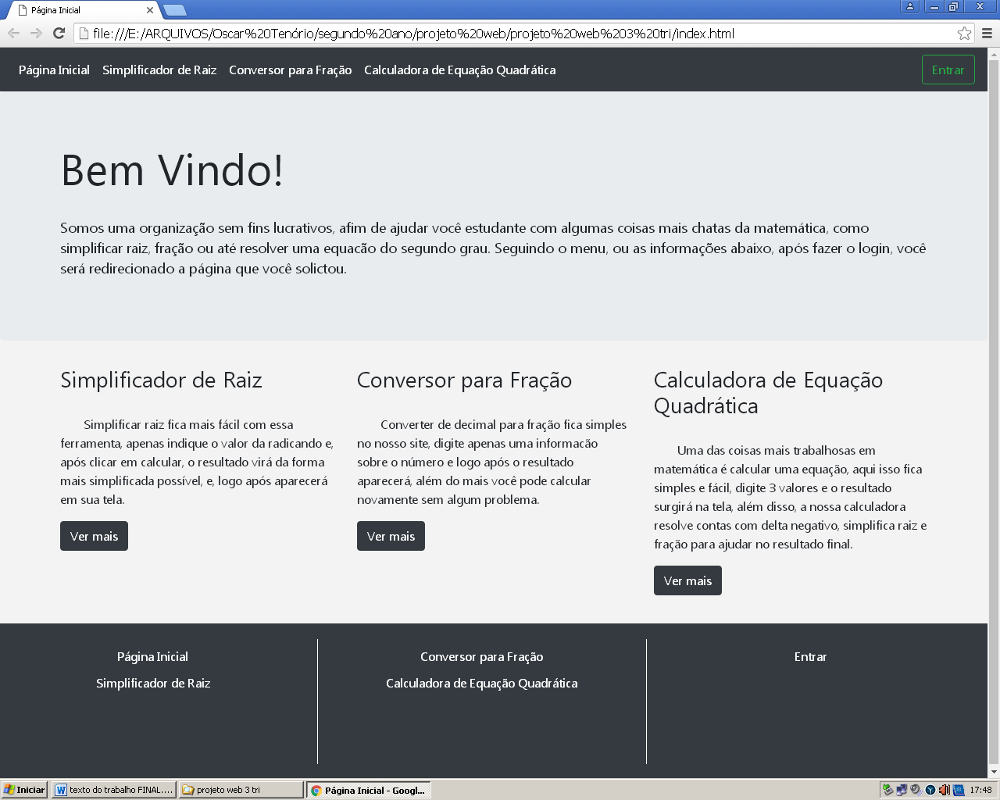 Página Inicial
file:///E:/ARQUIVOS/Oscar%20Tenório/segundo%20ano/projeto%20web/projeto%20web%203%20tri/index.html
Página Inicial Simplificador de Raiz Conversor para Fração Calculadora de Equação Quadrática Entrar
Bem Vindo!
Somos uma organização sem fins lucrativos, afim de ajudar você estudante com algumas coisas mais chatas da matemática, como
simplificar raiz, fração ou até resolver uma equacão do segundo grau. Seguindo o menu, ou as informações abaixo, após fazer o login, você
será redirecionado a página que você solictou.
Simplificador de Raiz
Simplificar raiz fica mais fácil com essa
ferramenta, apenas indique o valor da radicando e,
após clicar em calcular, o resultado virá da forma
mais simplificada possível, e, logo após aparecerá
em sua tela.
Ver mais
Conversor para Fração
Converter de decimal para fração fica simples
no nosso site, digite apenas uma informacão
sobre o número e logo após o resultado
aparecerá, além do mais você pode calcular
novamente sem algum problema.
Ver mais
Calculadora de Equação
Quadrática
Uma das coisas mais trabalhosas em
matemática é calcular uma equação, aqui isso fica
simples e fácil, digite 3 valores e o resultado
surgirá na tela, além disso, a nossa calculadora
resolve contas com delta negativo, simplifica raiz e
fração para ajudar no resultado final.
Ver mais
Página Inicial
Simplificador de Raiz
Conversor para Fração
Calculadora de Equação Quadrática
Entrar
Iniciar texto do trabalho FINAL.... projeto web 3 tri Página Inicial - Googl... 17:48